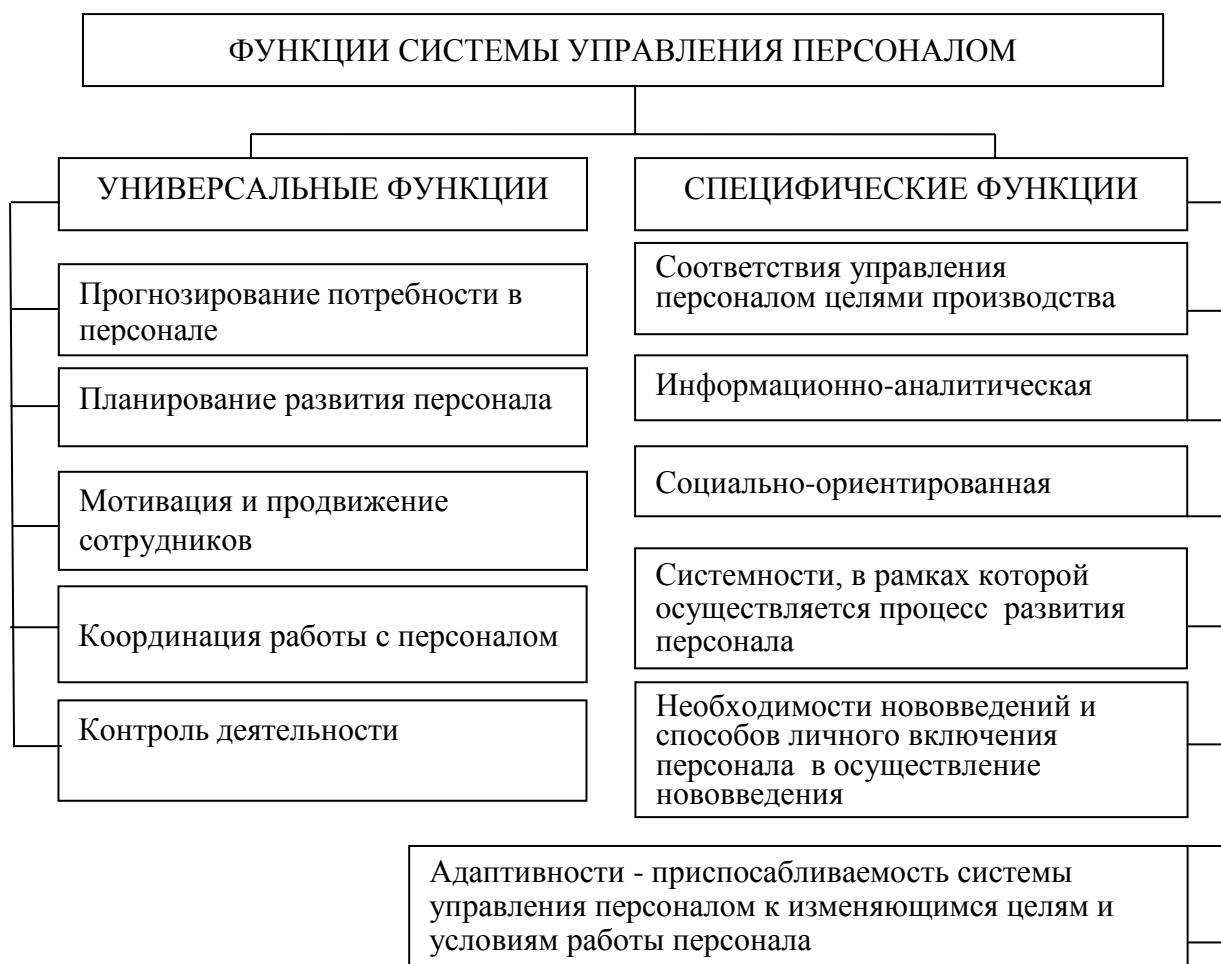 ФУНКЦИИ СИСТЕМЫ УПРАВЛЕНИЯ ПЕРСОНАЛОМ
УНИВЕРСАЛЬНЫЕ ФУНКЦИИ
Прогнозирование потребности в
персонале
Планирование развития персонала
Мотивация и продвижение
сотрудников
Координация работы с персоналом
Контроль деятельности
СПЕЦИФИЧЕСКИЕ ФУНКЦИИ
Соответствия управления
персоналом целями производства
Информационно-аналитическая
Социально-ориентированная
Системности, в рамках которой
осуществляется процесс развития
персонала
Необходимости нововведений и
способов личного включения
персонала в осуществление
нововведения
Адаптивности - приспосабливаемость системы
управления персоналом к изменяющимся целям и
условиям работы персонала